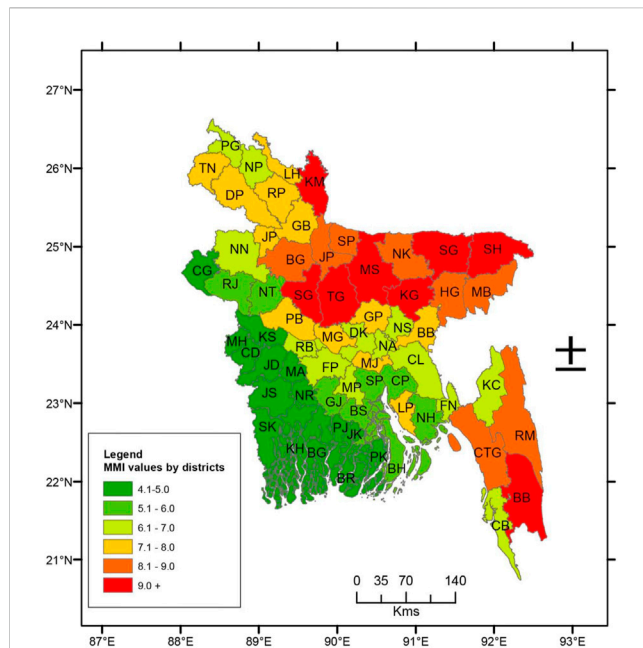 27°N
26°N
25°N
24°N
23°N
22°N
21°N
PG
TN
NP
LH
KM
DP
RP
GB
JP
NN
BG
JP
SP
NK
SG
SH
CG
RJ
NT
SG
TG
MS
KG
HG
MB
PB
GP
MG
DK
NS
BB
MH
KS
CD
RB
NA
CL
JD
MA
FP
MJ
JS
NR
GJ
MP
SP
CP
BS
LP
NH
FN
KC
SK
KH
BG
PJ
JK
PK
BR
BH
CTG
RM
BB
CB
Legend
MMI values by districts
4.1-5.0
5.1 - 6.0
6.1 - 7.0
7.1 - 8.0
8.1 - 9.0
9.0 +
0 35 70 140
Kms
87°E 88°E 89°E 90°E 91°E 92°E 93°E